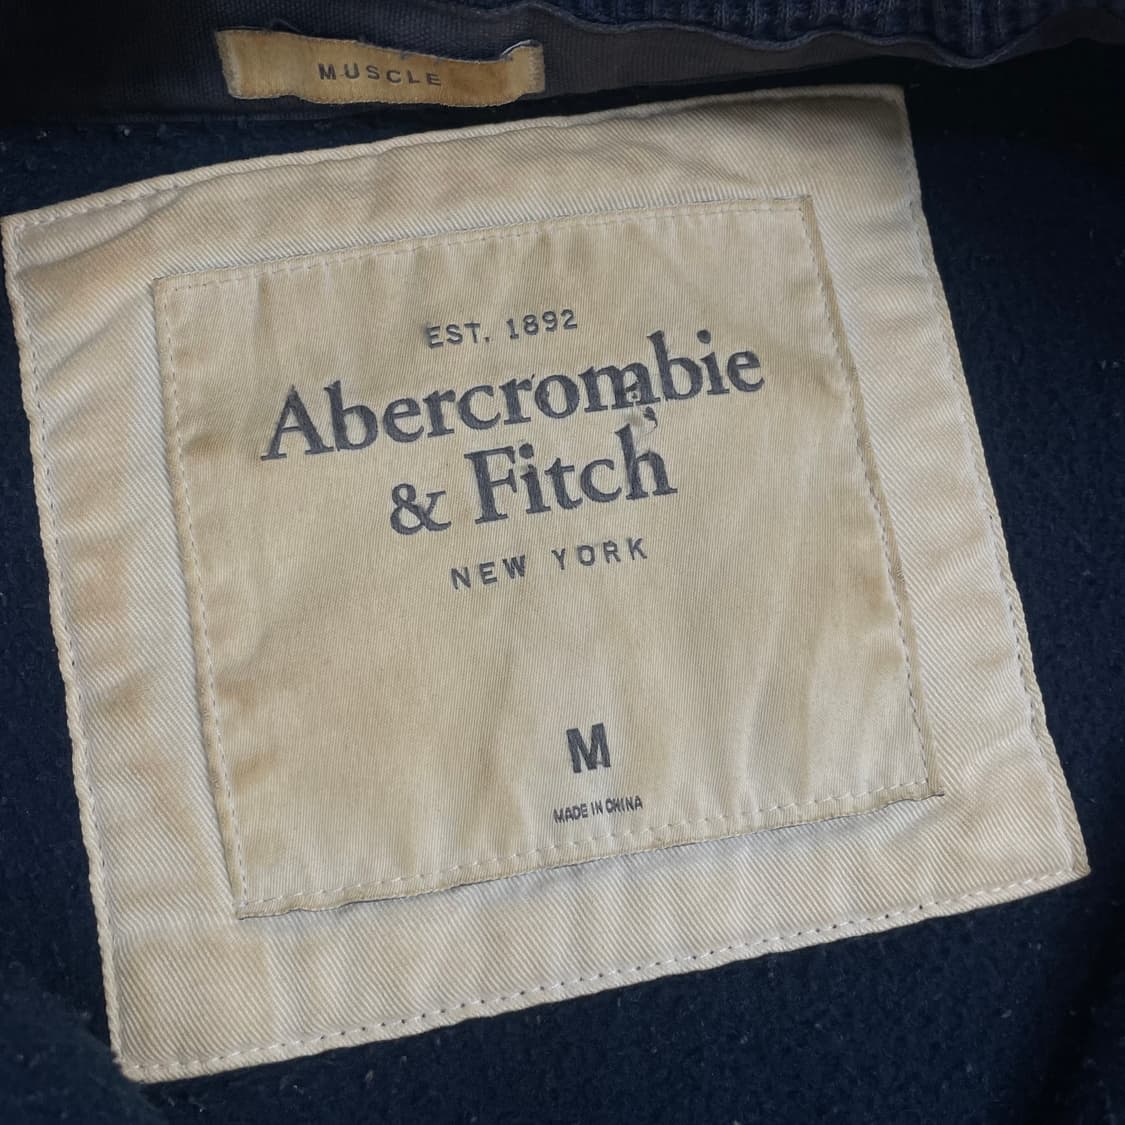 MUSCLE
EST. 1892
Abercrombie
& Fitch
NEW YORK
M
MADE IN CHINA